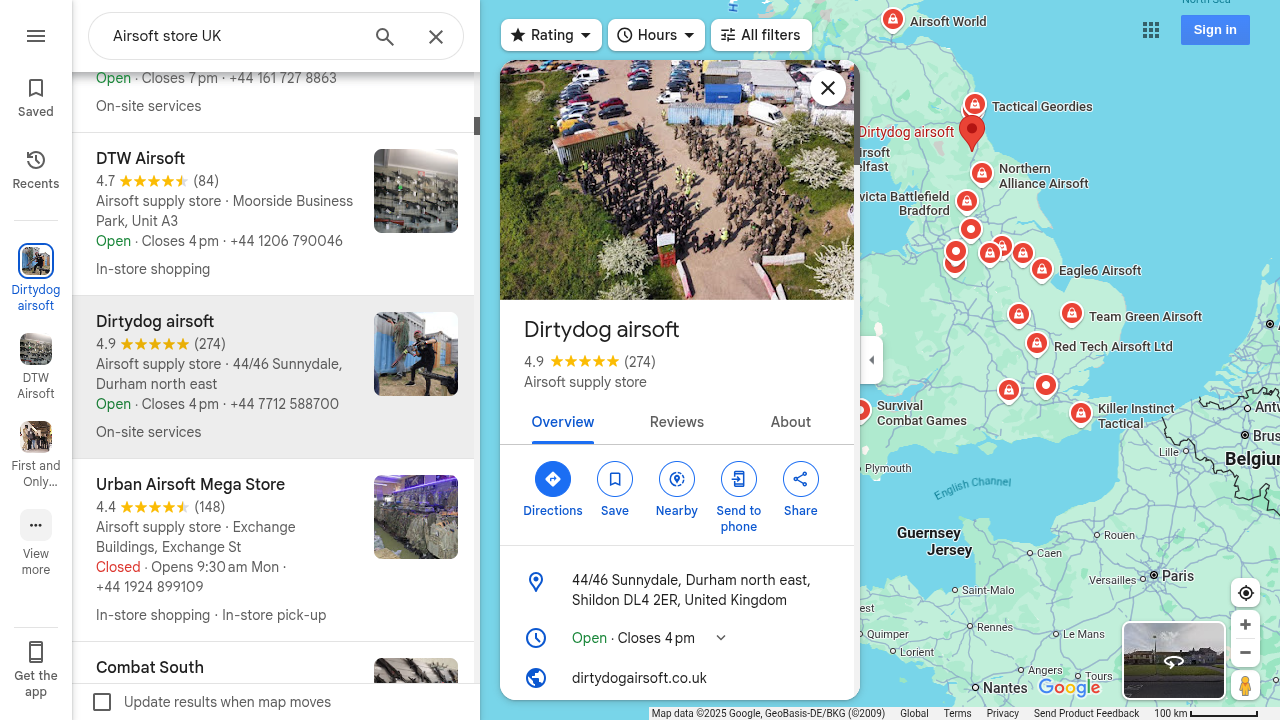 Airsoft store UK
Saved
Recents
Dirtydog
airsoft
DTW
Airsoft
First and
Only...
View
more
Get the
app
Open · Closes 7 pm · +44 161 727 8863
On-site services
DTW Airsoft
4.7 (84)
Airsoft supply store · Moorside Business
Park, Unit A3
Open · Closes 4 pm · +44 1206 790046
In-store shopping
Dirtydog airsoft
4.9 (274)
Airsoft supply store · 44/46 Sunnydale,
Durham north east
Open · Closes 4 pm · +44 7712 588700
On-site services
Urban Airsoft Mega Store
4.4 (148)
Airsoft supply store · Exchange
Buildings, Exchange St
Closed · Opens 9:30 am Mon ·
+44 1924 899109
In-store shopping · In-store pick-up
Combat South
Update results when map moves
Rating
Hours
All filters
Sign in
Dirtydog airsoft
4.9 (274)
Airsoft supply store
Overview
Reviews
About
Directions
Save
Nearby
Send to
phone
Share
44/46 Sunnydale, Durham north east,
Shildon DL4 2ER, United Kingdom
Open · Closes 4 pm
dirtydogairsoft.co.uk
North Sea
H
Airsoft World
Tactical Geordies
Dirtydog airsoft
irsoft
elfast
Northern
Alliance Airsoft
victa Battlefield
Bradford
Eagle6 Airsoft
Team Green Airsoft
Red Tech Airsoft Ltd
Survival
Combat Games
Killer Instinct
Tactical
Antw
Brus
Lille
Belgium
Plymouth
English Channel
Guernsey
Jersey
Rouen
Caen
Versailles
Paris
Saint-Malo
est
Quimper
Rennes
Le Mans
Lorient
Angers
Tours
Nantes
Google
Map data ©2025 Google, GeoBasis-DE/BKG (©2009)
Global
Terms
Privacy
Send Product Feedback
100 km